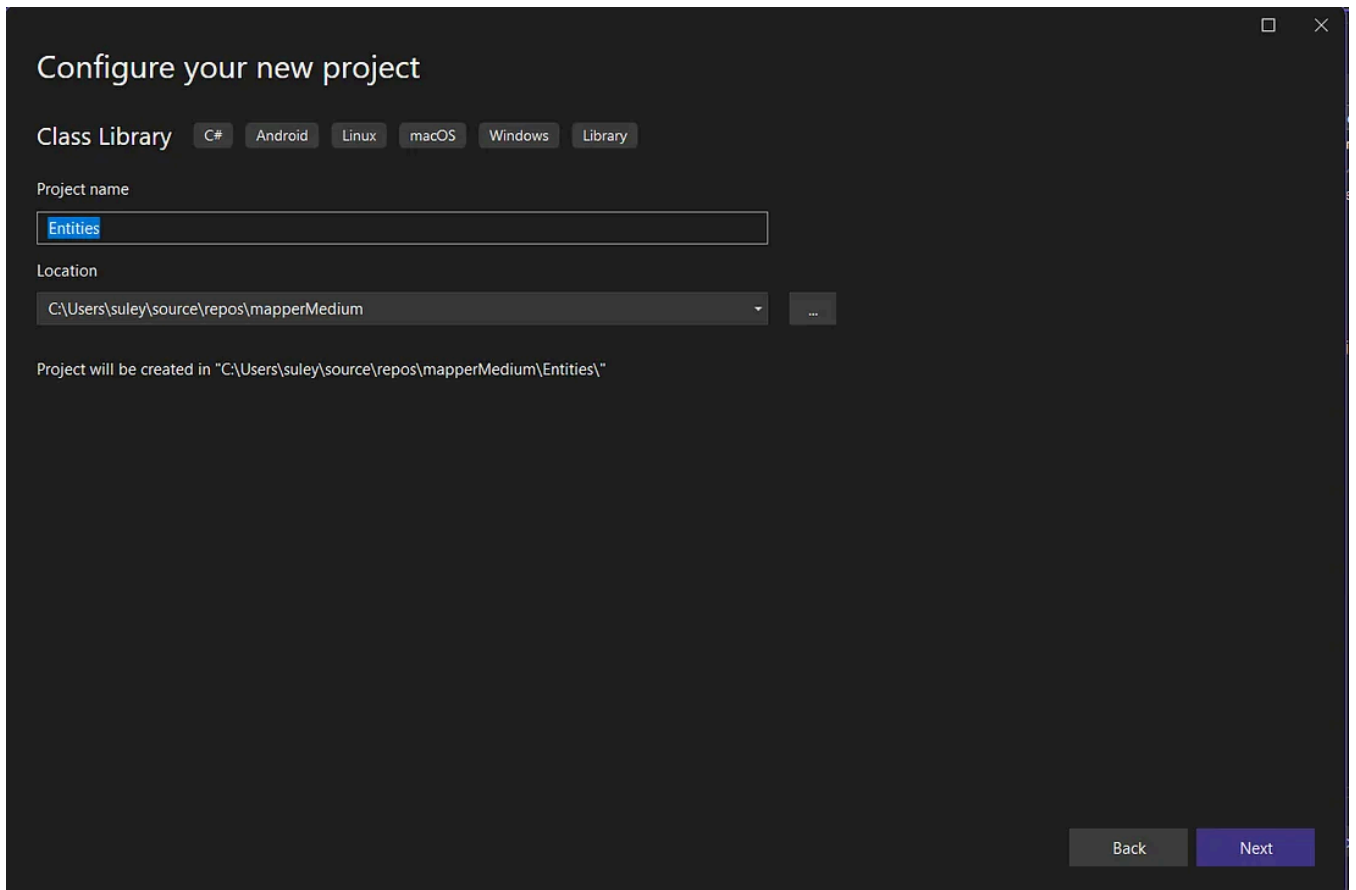 Configure your new project
Class Library C# Android Linux macOS Windows Library
Project name
Entities
Location
C:\Users\suley\source\repos\mapperMedium ...
Project will be created in "C:\Users\suley\source\repos\mapperMedium\Entities\"
Back Next